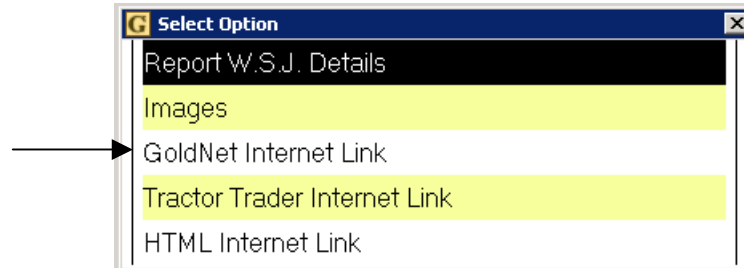 G Select Option
Report W.S.J. Details
Images
GoldNet Internet Link
Tractor Trader Internet Link
HTML Internet Link